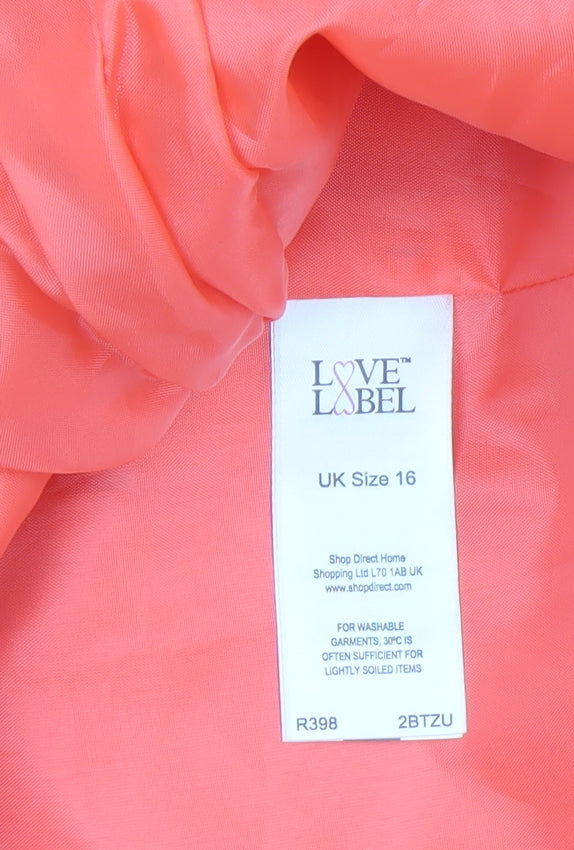 LOVE™
LABEL
UK Size 16
Shop Direct Home
Shopping Ltd L70 1AB UK
www.shopdirect.com
FOR WASHABLE
GARMENTS, 30ºC IS
OFTEN SUFFICIENT FOR
LIGHTLY SOILED ITEMS
R398 2BTZU